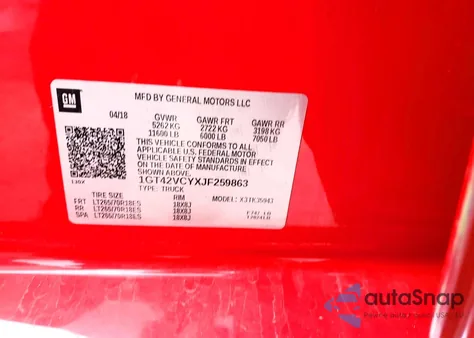 GM
MFD BY GENERAL MOTORS LLC
04/18 GVWR GAWR FRT GAWR RR
5262 KG 2722 KG 3198 KG
11600 LB 6000 LB 7050 LB
THIS VEHICLE CONFORMS TO ALL
APPLICABLE U.S. FEDERAL MOTOR
VEHICLE SAFETY STANDARDS IN EFFECT
ON THE DATE OF MANUFACTURE SHOWN ABOVE.
1GT42VCYXJF259863
TYPE: TRUCK MODEL:
TIRE SIZE RIM
FRT LT265/70R18ES 18X8J
RR LT265/70R18ES 18X8J
SPA LT265/70R18ES 18X8J
autaSnap